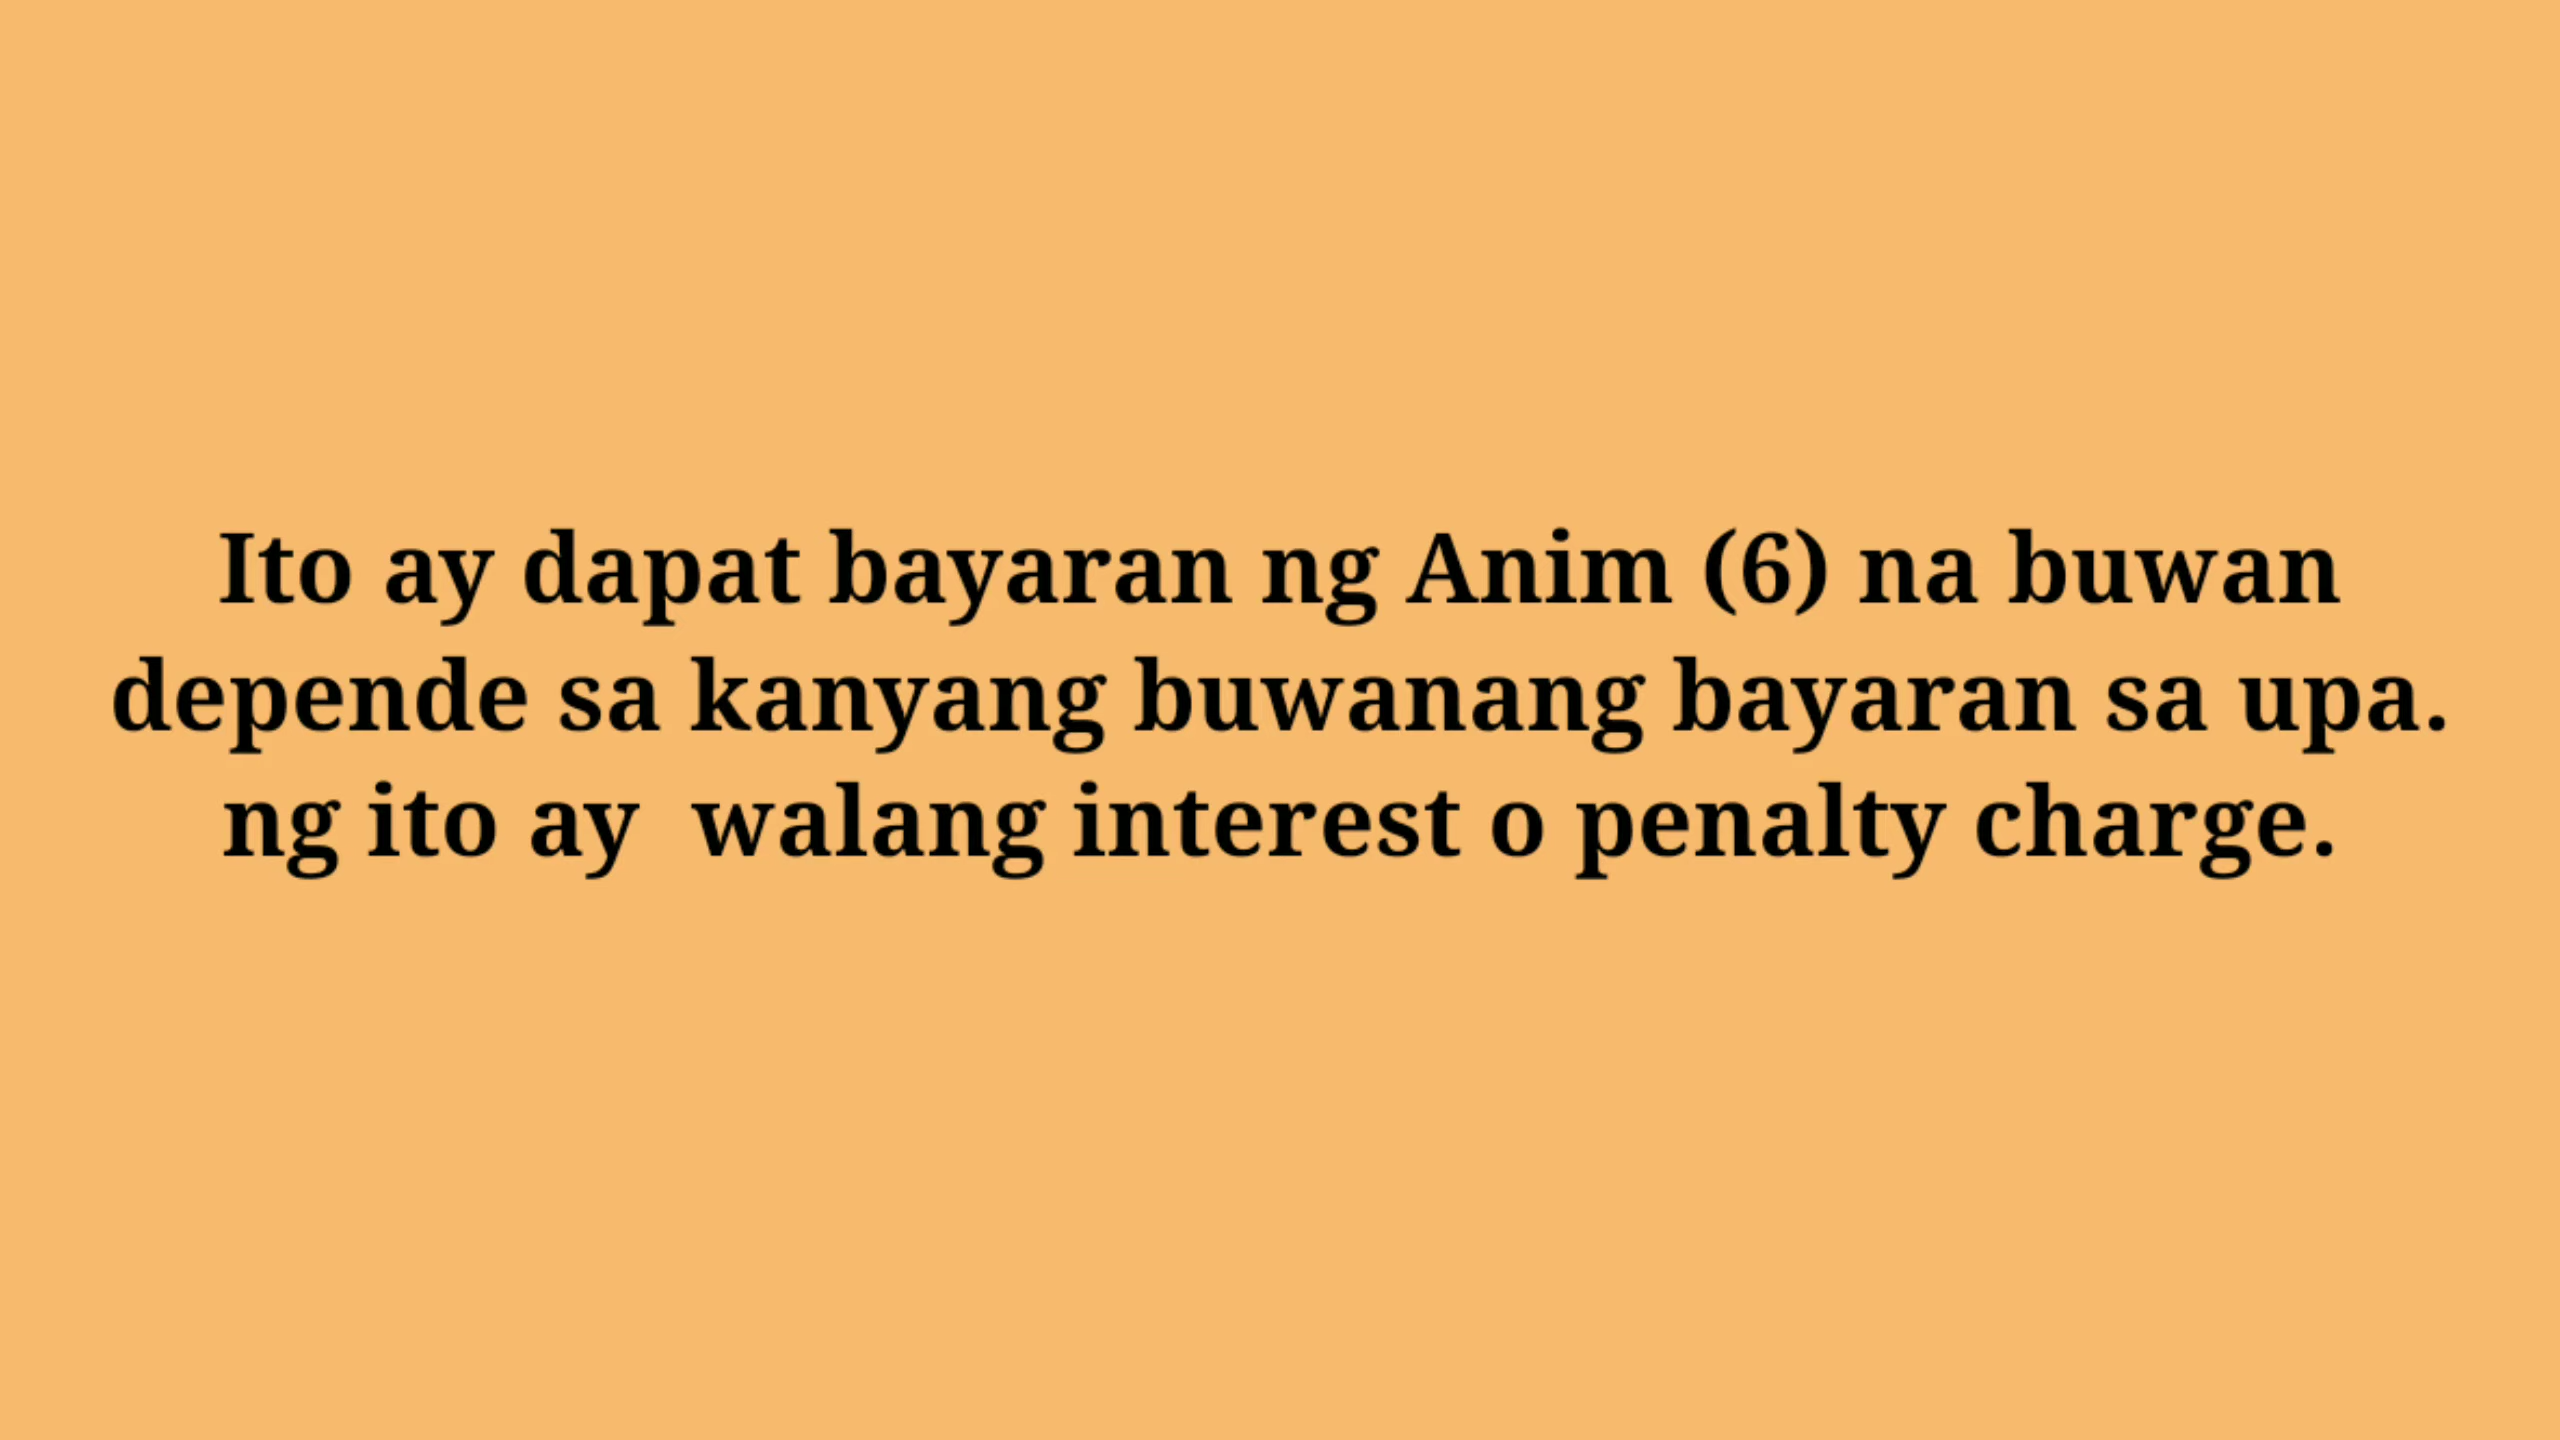 Ito ay dapat bayaran ng Anim (6) na buwan
depende sa kanyang buwanang bayaran sa upa.
ng ito ay  walang interest o penalty charge.